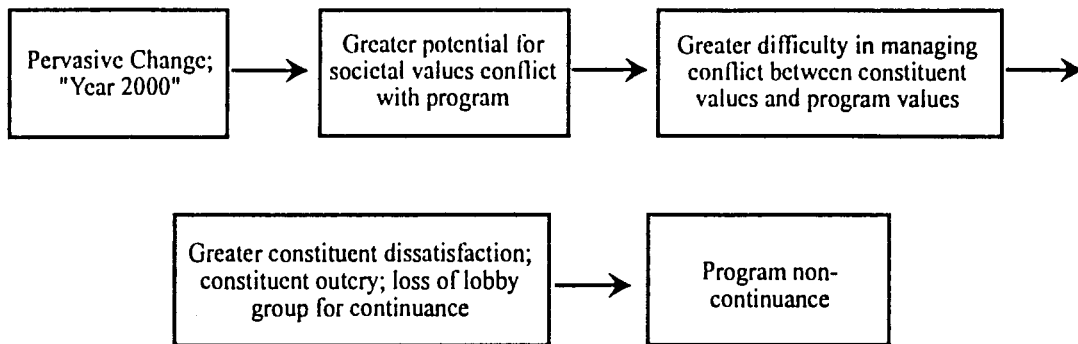 Pervasive Change;
"Year 2000"
Greater potential for
societal values conflict
with program
Greater difficulty in managing
conflict between constituent
values and program values
Greater constituent dissatisfaction;
constituent outcry; loss of lobby
group for continuance
Program non-
continuance